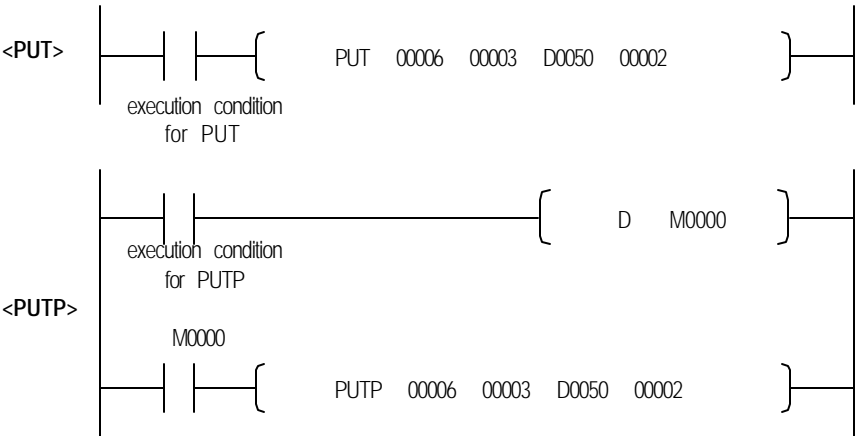 <PUT>
PUT 00006 00003 D0050 00002
execution condition
for PUT
D M0000
execution condition
for PUTP
<PUTP>
M0000
PUTP 00006 00003 D0050 00002